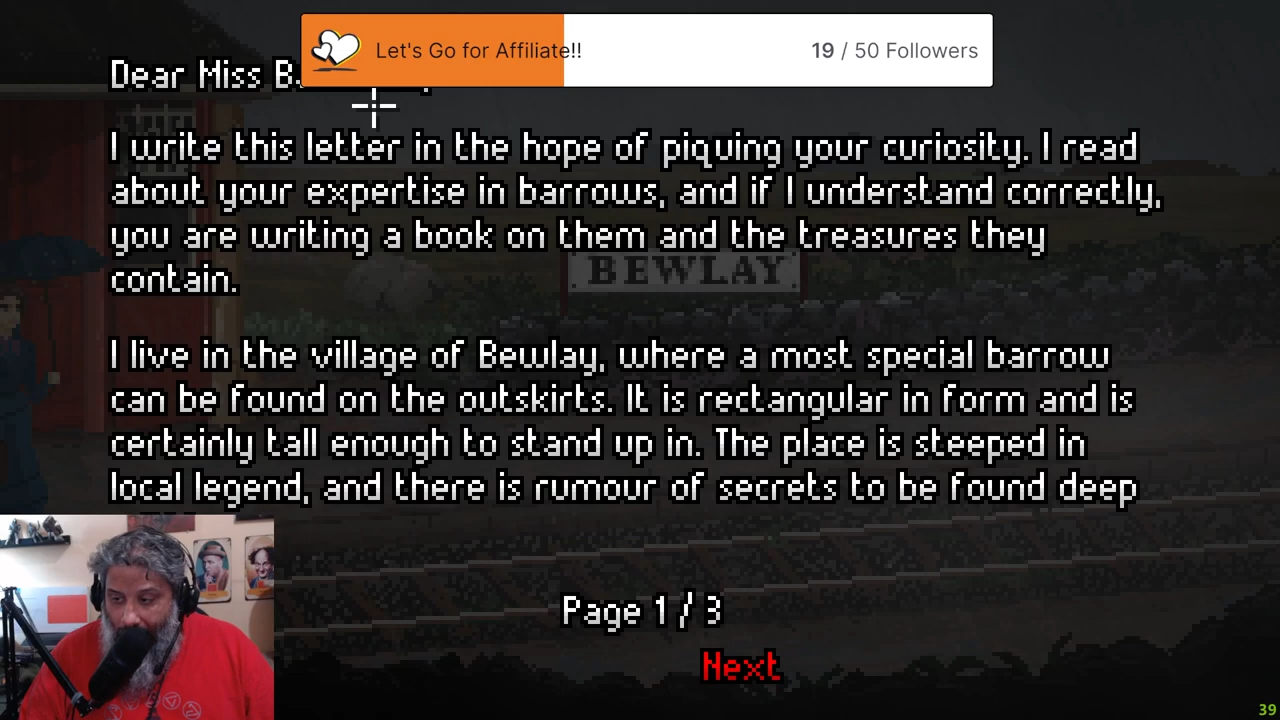 Let's Go for Affiliate!!
19 / 50 Followers
Dear Miss
I write this letter in the hope of piquing your curiosity. I read
about your expertise in barrows, and if I understand correctly,
you are writing a book on them and the treasures they
contain.
BEWLAY
I live in the village of Bewlay, where a most special barrow
can be found on the outskirts. It is rectangular in form and is
certainly tall enough to stand up in. The place is steeped in
local legend, and there is rumour of secrets to be found deep
Page 1 / 3
Next
39